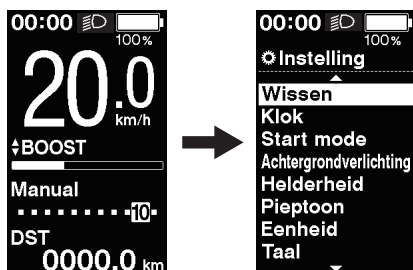 00:00
100%
20.0
km/h
BOOST
Manual
10
DST
0000.0 km
00:00
100%
Instelling
Wissen
Klok
Start mode
Achtergrondverlichting
Helderheid
Pieptoon
Eenheid
Taal